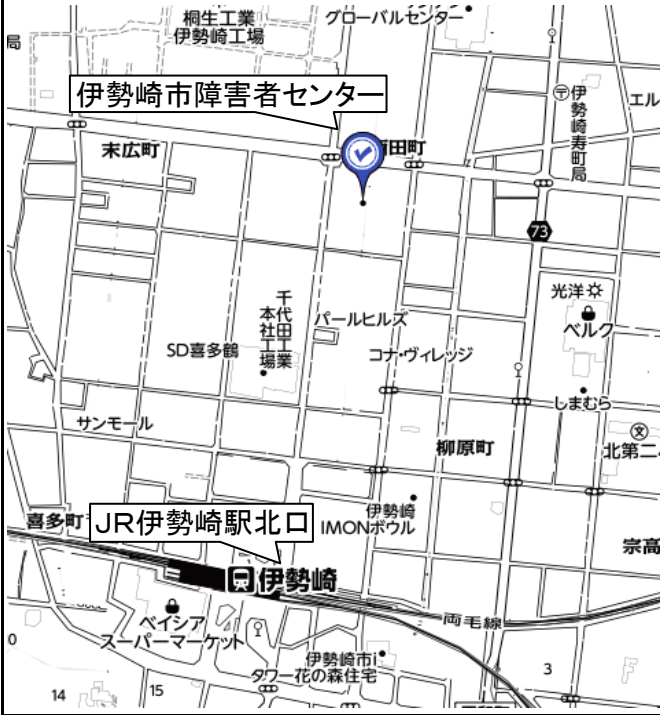 桐生工業
伊勢崎工場
グローバルセンター
局
伊勢崎市障害者センター
伊勢崎寿町局
エル
末広町
田町
73
光洋
ベルク
千代田工業
本社工場
パールヒルズ
SD喜多鶴
コナ・ヴィレッジ
しまむら
サンモール
柳原町
文
北第二
伊勢崎
IMONボウル
喜多町
JR伊勢崎駅北口
宗高
伊勢崎
両毛線
ベイシア
スーパーマーケット
0
伊勢崎市i
タワー花の森住宅
3
14
15